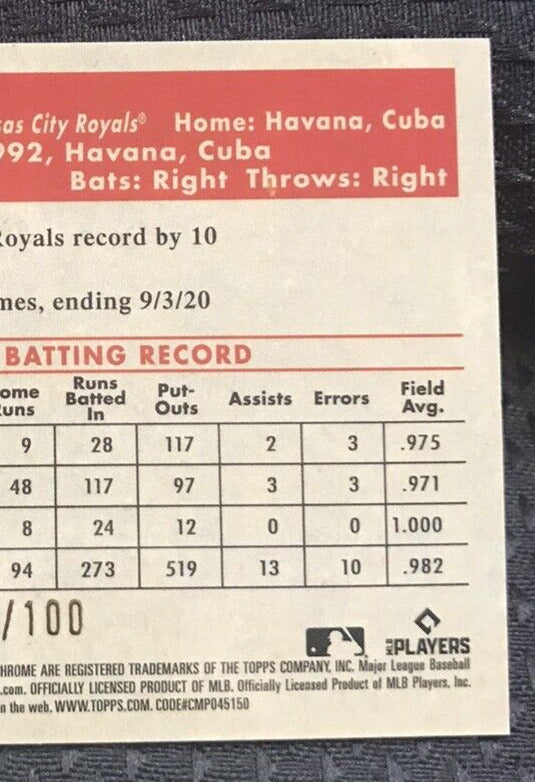 sas City Royals® Home: Havana, Cuba
992, Havana, Cuba
Bats: Right Throws: Right
Royals record by 10
mes, ending 9/3/20
BATTING RECORD
ome Runs Runs Batted In Put-Outs Assists Errors Field Avg.
9 28 117 2 3 .975
48 117 97 3 3 .971
8 24 12 0 0 1.000
94 273 519 13 10 .982
/100
MLB PLAYERS
HROME ARE REGISTERED TRADEMARKS OF THE TOPPS COMPANY, INC. Major League Baseball
.com. OFFICIALLY LICENSED PRODUCT OF MLB. Officially Licensed Product of MLB Players, Inc.
n the web. WWW.TOPPS.COM. CODE#CMP045150